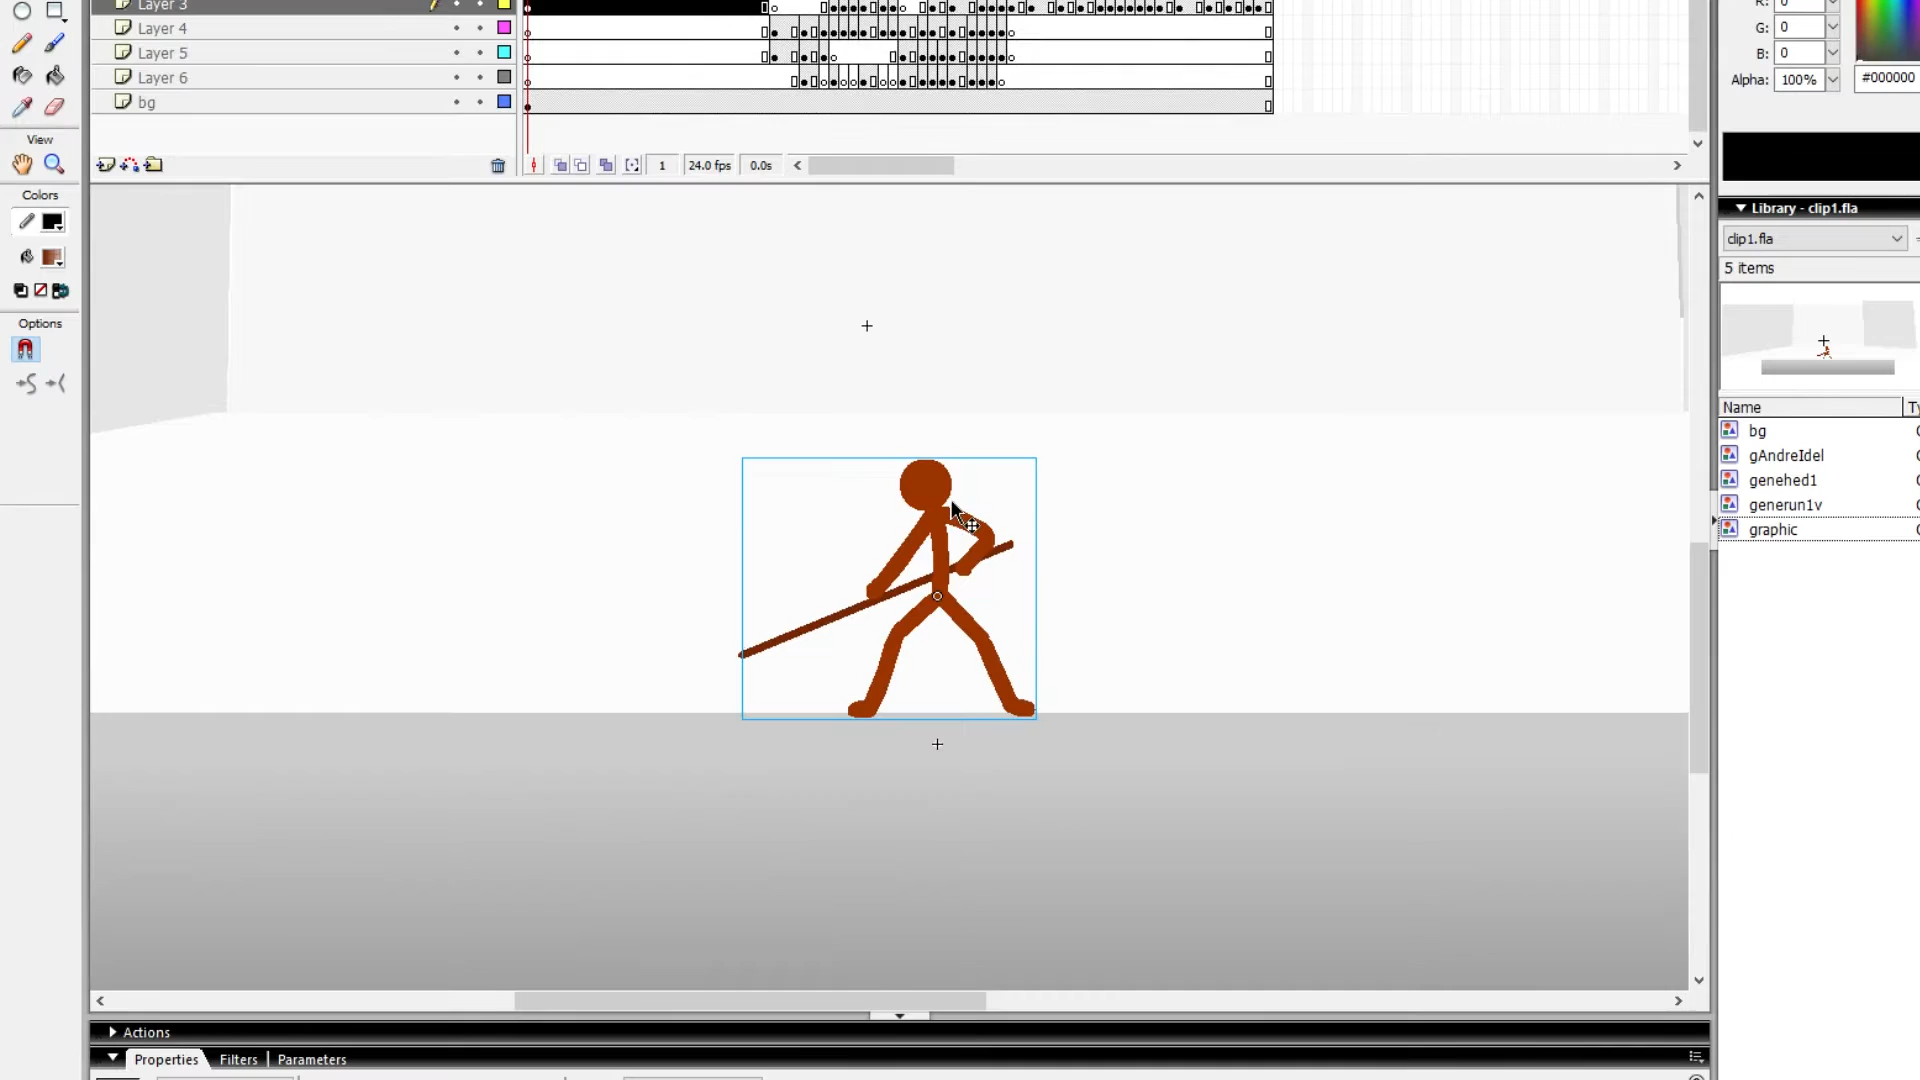 Layer 3
R: 0
Layer 4
G: 0
Layer 5
B: 0
Layer 6
Alpha: 100% #000000
bg
View
1 24.0 fps 0.0s
Colors
Library - clip1.fla
clip1.fla
5 items
Options
Name
bg
gAndreIdel
genehed1
generun1v
graphic
Actions
Properties Filters Parameters